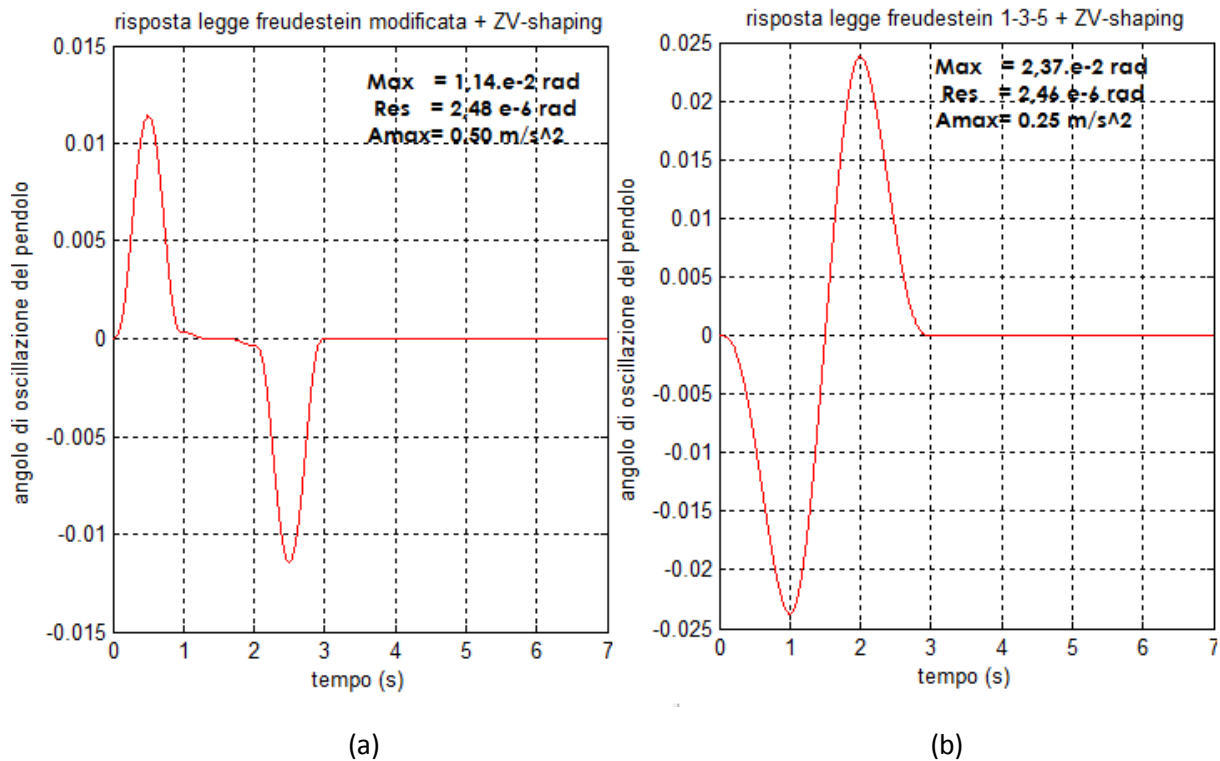 risposta legge freudestein modificata + ZV-shaping
0.015
0.01
0.005
0
-0.005
-0.01
-0.015
angolo di oscillazione del pendolo
Max = 1,14.e-2 rad
Res = 2,48 e-6 rad
Amax= 0,50 m/s^2
0 1 2 3 4 5 6 7
tempo (s)
(a)
risposta legge freudestein 1-3-5 + ZV-shaping
0.025
0.02
0.015
0.01
0.005
0
-0.005
-0.01
-0.015
-0.02
-0.025
angolo di oscillazione del pendolo
Max = 2,37.e-2 rad
Res = 2,46 e-6 rad
Amax= 0.25 m/s^2
0 1 2 3 4 5 6 7
tempo (s)
(b)